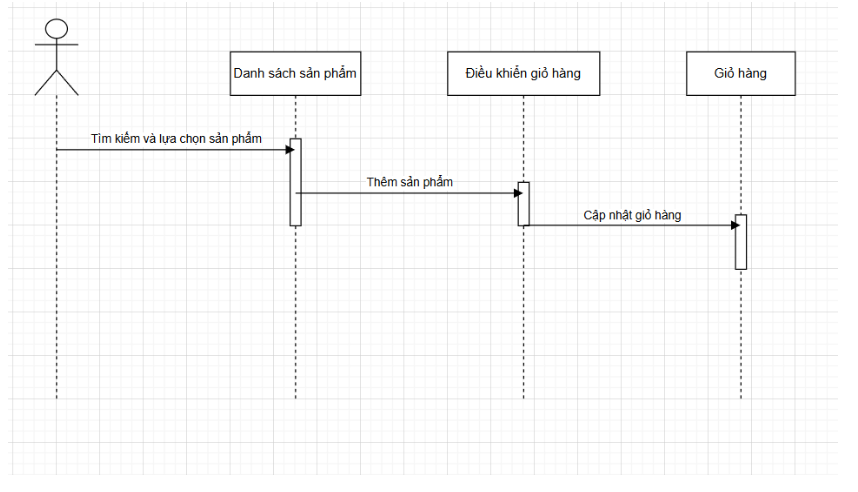 Danh sách sản phẩm
Điều khiển giỏ hàng
Giỏ hàng
Tìm kiếm và lựa chọn sản phẩm
Thêm sản phẩm
Cập nhật giỏ hàng